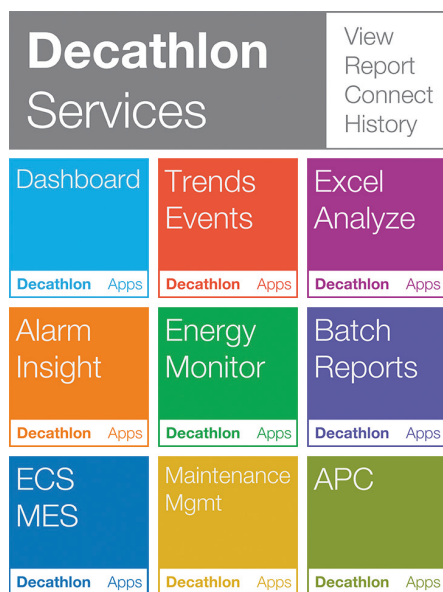 Decathlon
Services
View
Report
Connect
History
Dashboard
Decathlon Apps
Trends
Events
Decathlon Apps
Excel
Analyze
Decathlon Apps
Alarm
Insight
Decathlon Apps
Energy
Monitor
Decathlon Apps
Batch
Reports
Decathlon Apps
ECS
MES
Decathlon Apps
Maintenance
Mgmt
Decathlon Apps
APC
Decathlon Apps